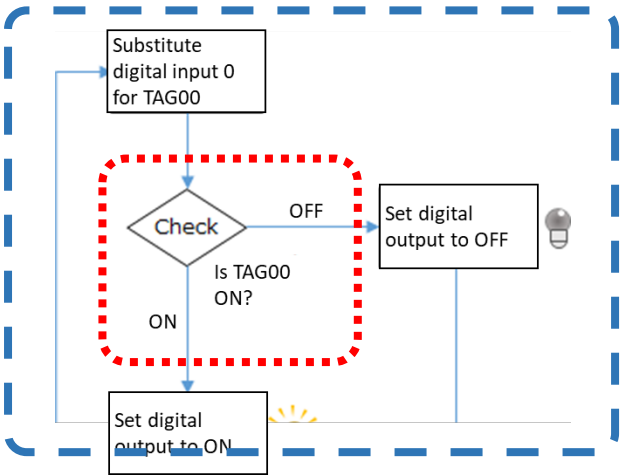 Substitute
digital input 0
for TAG00
Check
OFF
Set digital
output to OFF
Is TAG00
ON?
ON
Set digital
output to ON